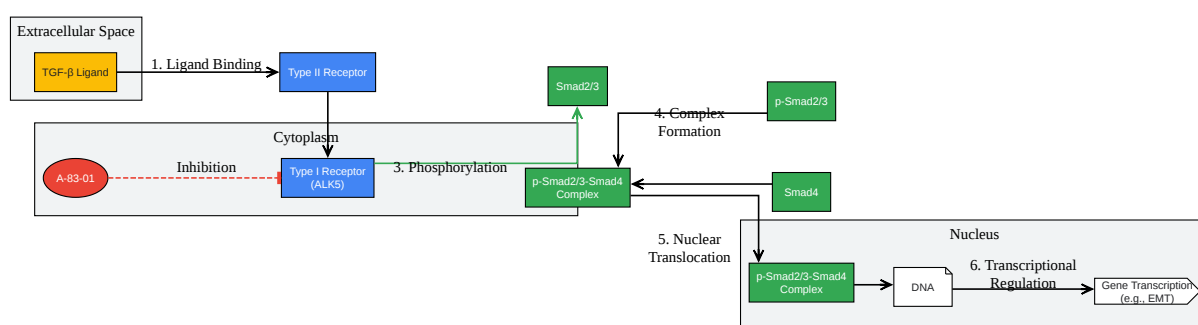 Extracellular Space
TGF-β Ligand
1. Ligand Binding
Type II Receptor
Smad2/3
p-Smad2/3
4. Complex
Formation
Cytoplasm
A-83-01
Inhibition
Type I Receptor
(ALK5)
3. Phosphorylation
p-Smad2/3-Smad4
Complex
Smad4
5. Nuclear
Translocation
Nucleus
p-Smad2/3-Smad4
Complex
DNA
6. Transcriptional
Regulation
Gene Transcription
(e.g., EMT)